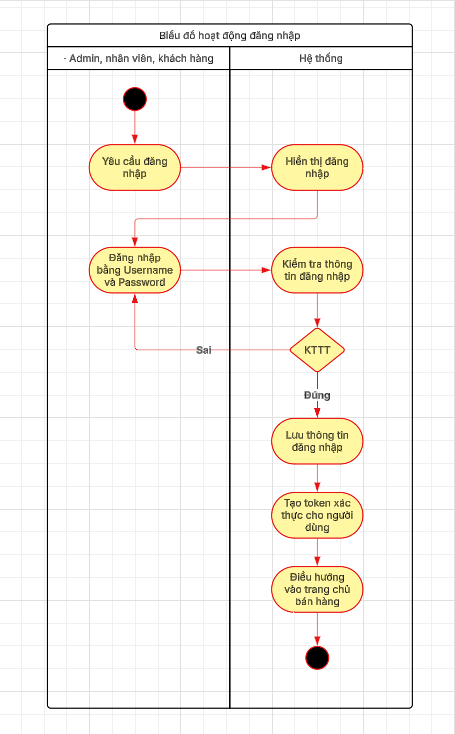 Biểu đồ hoạt động đăng nhập
- Admin, nhân viên, khách hàng
Hệ thống
Yêu cầu đăng
nhập
Hiển thị đăng
nhập
Đăng nhập
bằng Username
và Password
Kiểm tra thông
tin đăng nhập
Sai
KTTT
Đúng
Lưu thông tin
đăng nhập
Tạo token xác
thực cho người
dùng
Điều hướng
vào trang chủ
bán hàng